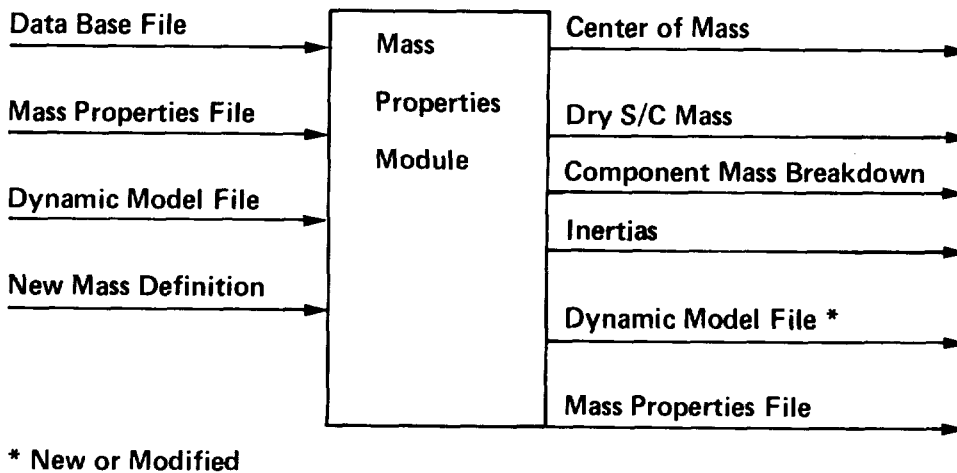 Data Base File
Mass Properties File
Dynamic Model File
New Mass Definition
Mass
Properties
Module
Center of Mass
Dry S/C Mass
Component Mass Breakdown
Inertias
Dynamic Model File *
Mass Properties File
* New or Modified